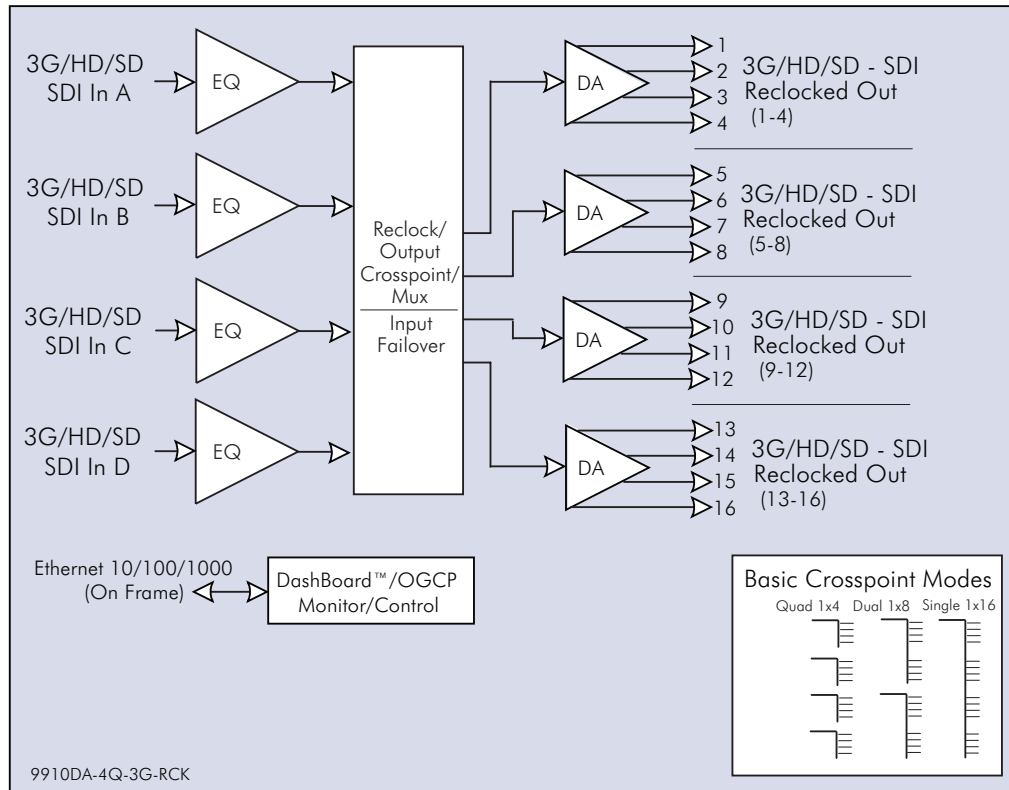 3G/HD/SD
SDI In A
EQ
3G/HD/SD
SDI In B
EQ
3G/HD/SD
SDI In C
EQ
3G/HD/SD
SDI In D
EQ
Reclock/
Output
Crosspoint/
Mux
Input
Failover
DA
1
2
3
4
3G/HD/SD - SDI
Reclocked Out
(1-4)
DA
5
6
7
8
3G/HD/SD - SDI
Reclocked Out
(5-8)
DA
9
10
11
12
3G/HD/SD - SDI
Reclocked Out
(9-12)
DA
13
14
15
16
3G/HD/SD - SDI
Reclocked Out
(13-16)
Ethernet 10/100/1000
(On Frame)
DashBoard™/OGCP
Monitor/Control
Basic Crosspoint Modes
Quad 1x4 Dual 1x8 Single 1x16
9910DA-4Q-3G-RCK